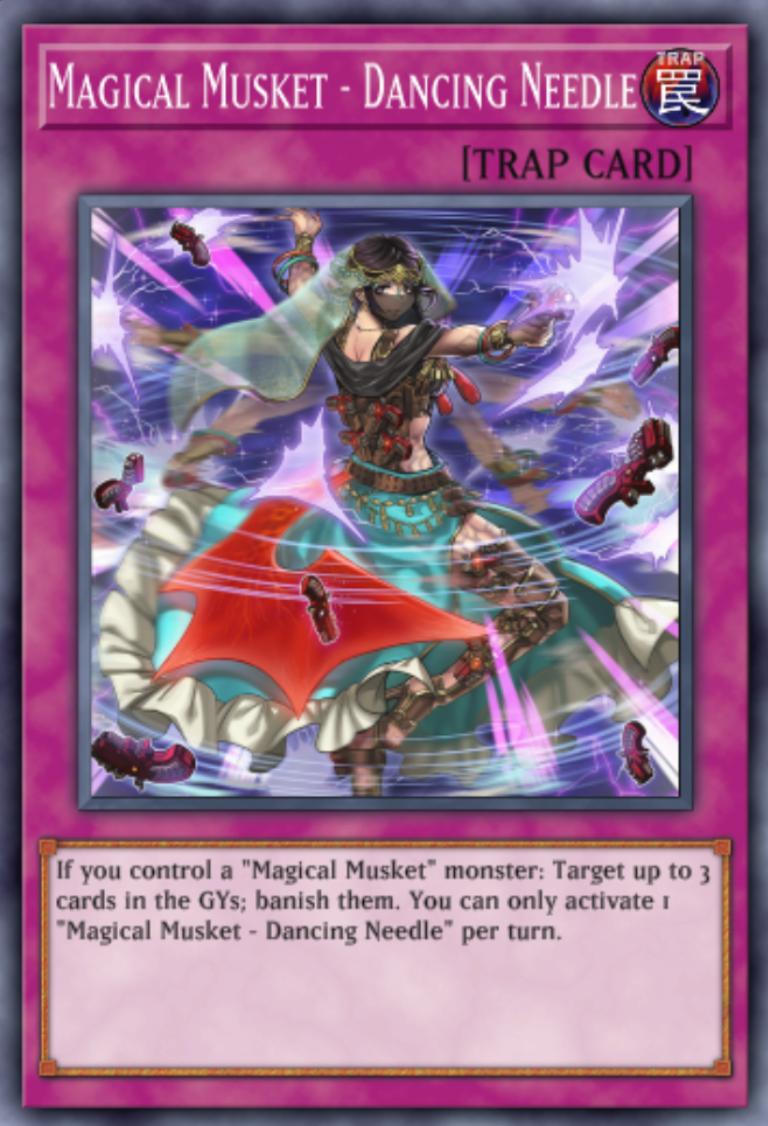 MAGICAL MUSKET - DANCING NEEDLE
TRAP
罠
[TRAP CARD]
If you control a "Magical Musket" monster: Target up to 3
cards in the GYs; banish them. You can only activate 1
"Magical Musket - Dancing Needle" per turn.